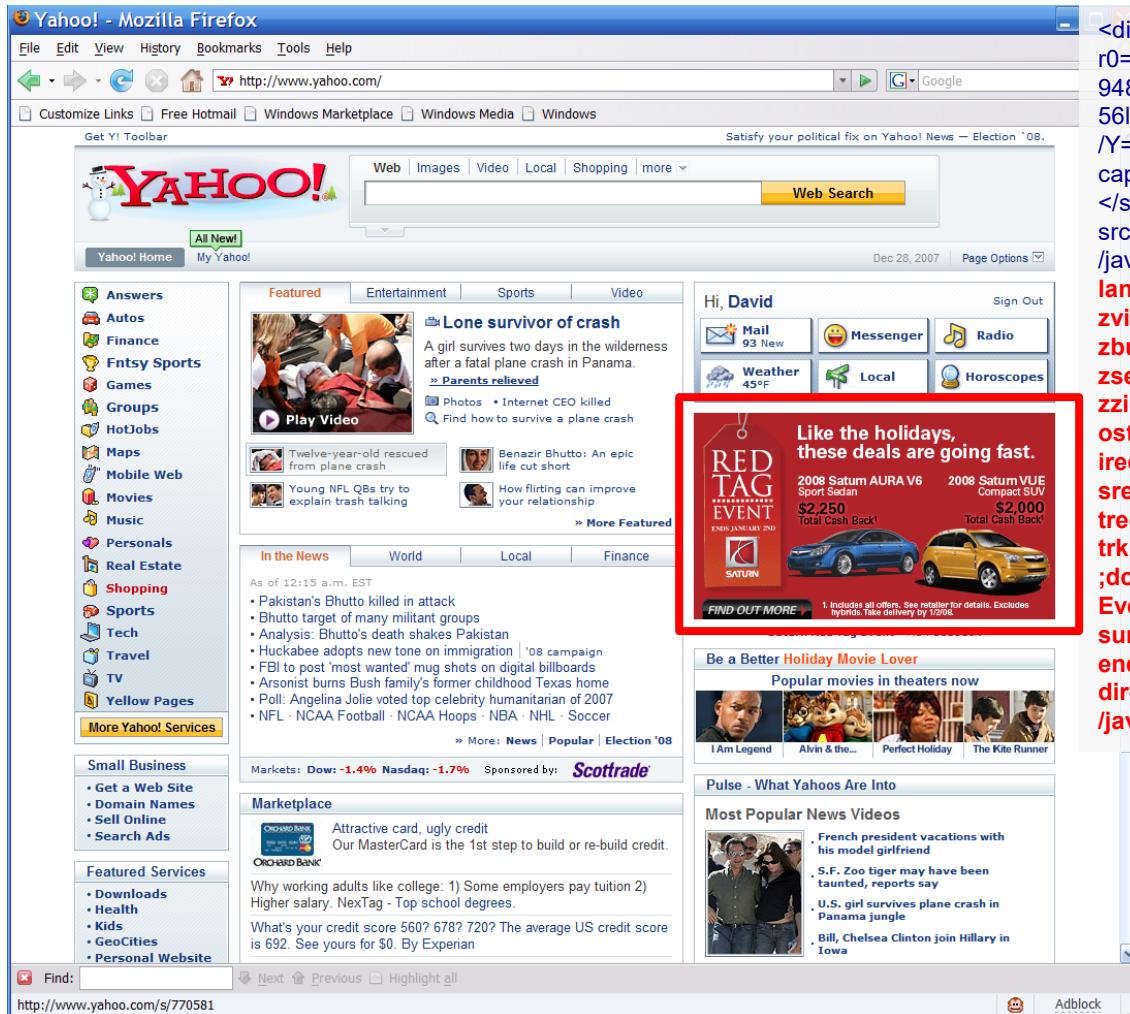 Yahoo! - Mozilla Firefox
File Edit View History Bookmarks Tools Help
http://www.yahoo.com/
G Google
Customize Links Free Hotmail Windows Marketplace Windows Media Windows
Get Y! Toolbar
Satisfy your political fix on Yahoo! News — Election `08.
YAHOO!
Web | Images | Video | Local | Shopping | more
Web Search
All New!
Yahoo! Home My Yahoo!
Dec 28, 2007 Page Options
Answers
Autos
Finance
Fntsy Sports
Games
Groups
HotJobs
Maps
Mobile Web
Movies
Music
Personals
Real Estate
Shopping
Sports
Tech
Travel
TV
Yellow Pages
More Yahoo! Services
Small Business
• Get a Web Site
• Domain Names
• Sell Online
• Search Ads
Featured Services
• Downloads
• Health
• Kids
• GeoCities
• Personal Website
Featured Entertainment Sports Video
Lone survivor of crash
A girl survives two days in the wilderness
after a fatal plane crash in Panama.
» Parents relieved
Photos • Internet CEO killed
Find how to survive a plane crash
Play Video
Twelve-year-old rescued
from plane crash
Benazir Bhutto: An epic
life cut short
Young NFL QBs try to
explain trash talking
How flirting can improve
your relationship
» More Featured
In the News World Local Finance
As of 12:15 a.m. EST
• Pakistan's Bhutto killed in attack
• Bhutto target of many militant groups
• Analysis: Bhutto's death shakes Pakistan
• Huckabee adopts new tone on immigration | '08 campaign
• FBI to post 'most wanted' mug shots on digital billboards
• Arsonist burns Bush family's former childhood Texas home
• Poll: Angelina Jolie voted top celebrity humanitarian of 2007
• NFL · NCAA Football · NCAA Hoops · NBA · NHL · Soccer
» More: News | Popular | Election '08
Markets: Dow: -1.4% Nasdaq: -1.7% Sponsored by: Scottrade
Marketplace
ORCHARD BANK
Attractive card, ugly credit
Our MasterCard is the 1st step to build or re-build credit.
Why working adults like college: 1) Some employers pay tuition 2)
Higher salary. NexTag - Top school degrees.
What's your credit score 560? 678? 720? The average US credit score
is 692. See yours for $0. By Experian
Hi, David
Sign Out
Mail
93 New
Messenger
Radio
Weather
45°F
Local
Horoscopes
RED
TAG
EVENT
ENDS JANUARY 2ND
SATURN
FIND OUT MORE
Like the holidays,
these deals are going fast.
2008 Saturn AURA V6
Sport Sedan
$2,250
Total Cash Back¹
2008 Saturn VUE
Compact SUV
$2,000
Total Cash Back¹
1. Includes all offers. See retailer for details. Excludes
hybrids. Take delivery by 1/2/08.
Be a Better Holiday Movie Lover
Popular movies in theaters now
I Am Legend Alvin & the... Perfect Holiday The Kite Runner
Pulse - What Yahoos Are Into
Most Popular News Videos
French president vacations with
his model girlfriend
S.F. Zoo tiger may have been
taunted, reports say
U.S. girl survives plane crash in
Panama jungle
Bill, Chelsea Clinton join Hillary in
Iowa
<di
r0=
948
56l
/Y=
cap
</s
src
/jav
lan
zvi
zbu
zse
zzi
ost
ired
sre
tre
trk
;do
Eve
sur
enc
dir
/jav
Find: Next Previous Highlight all
http://www.yahoo.com/s/770581
Adblock